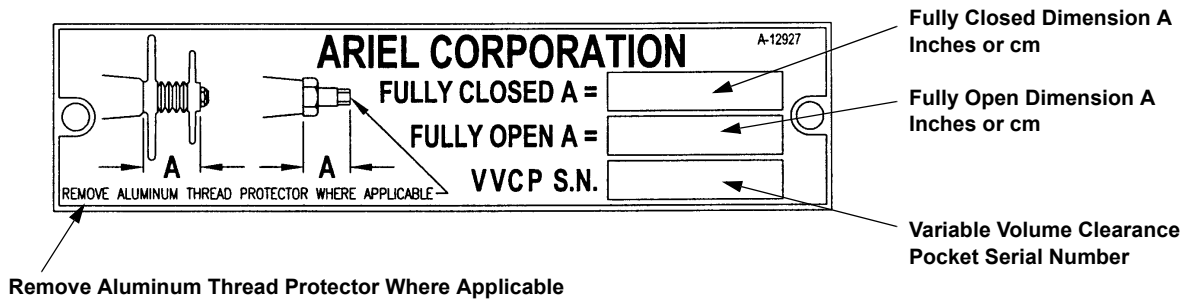 ARIEL CORPORATION
A-12927
FULLY CLOSED A =
FULLY OPEN A =
A
A
VVCP S.N.
REMOVE ALUMINUM THREAD PROTECTOR WHERE APPLICABLE
Fully Closed Dimension A
Inches or cm
Fully Open Dimension A
Inches or cm
Variable Volume Clearance
Pocket Serial Number
Remove Aluminum Thread Protector Where Applicable